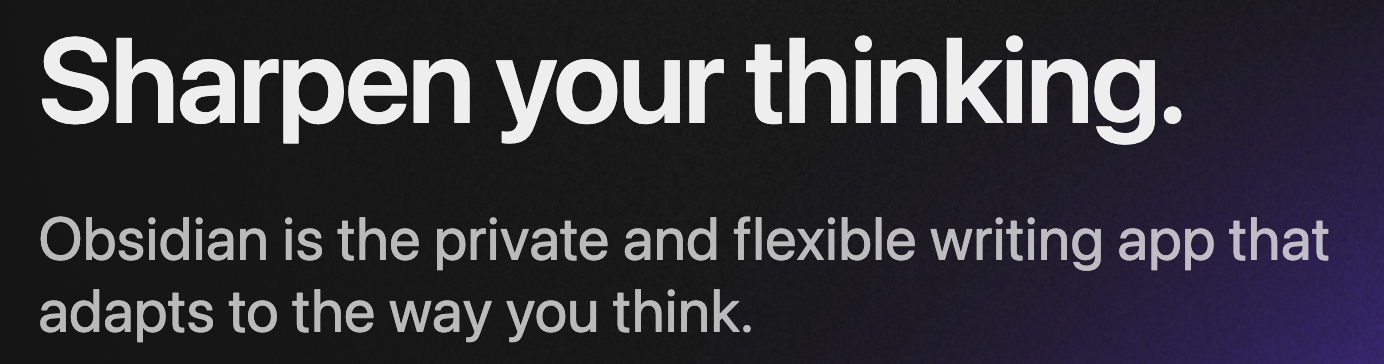 Sharpen your thinking.
Obsidian is the private and flexible writing app that
adapts to the way you think.